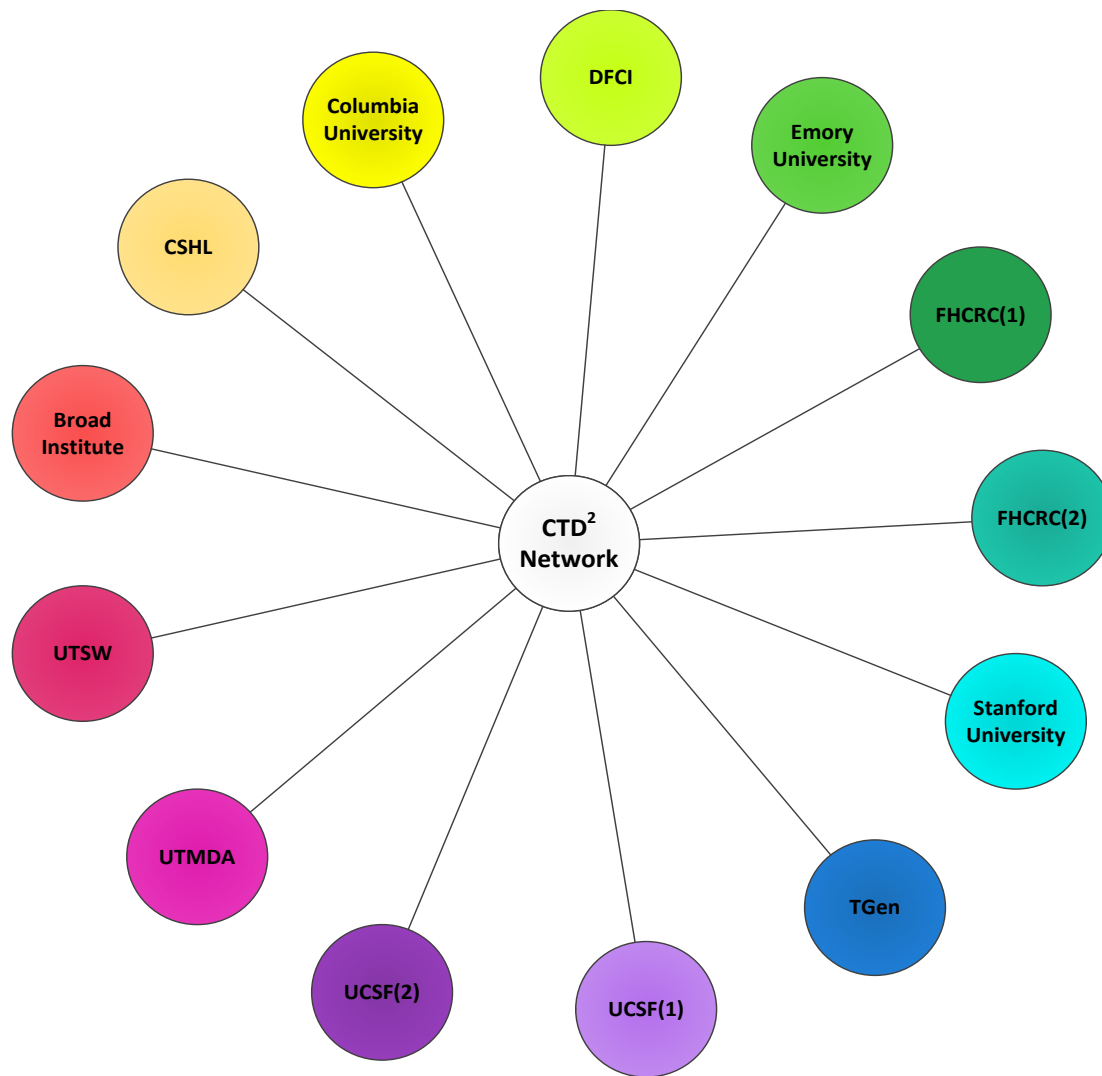 DFCI
Columbia
University
Emory
University
CSHL
FHCRC(1)
Broad
Institute
CTD²
Network
FHCRC(2)
UTSW
Stanford
University
UTMDA
TGen
UCSF(2)
UCSF(1)